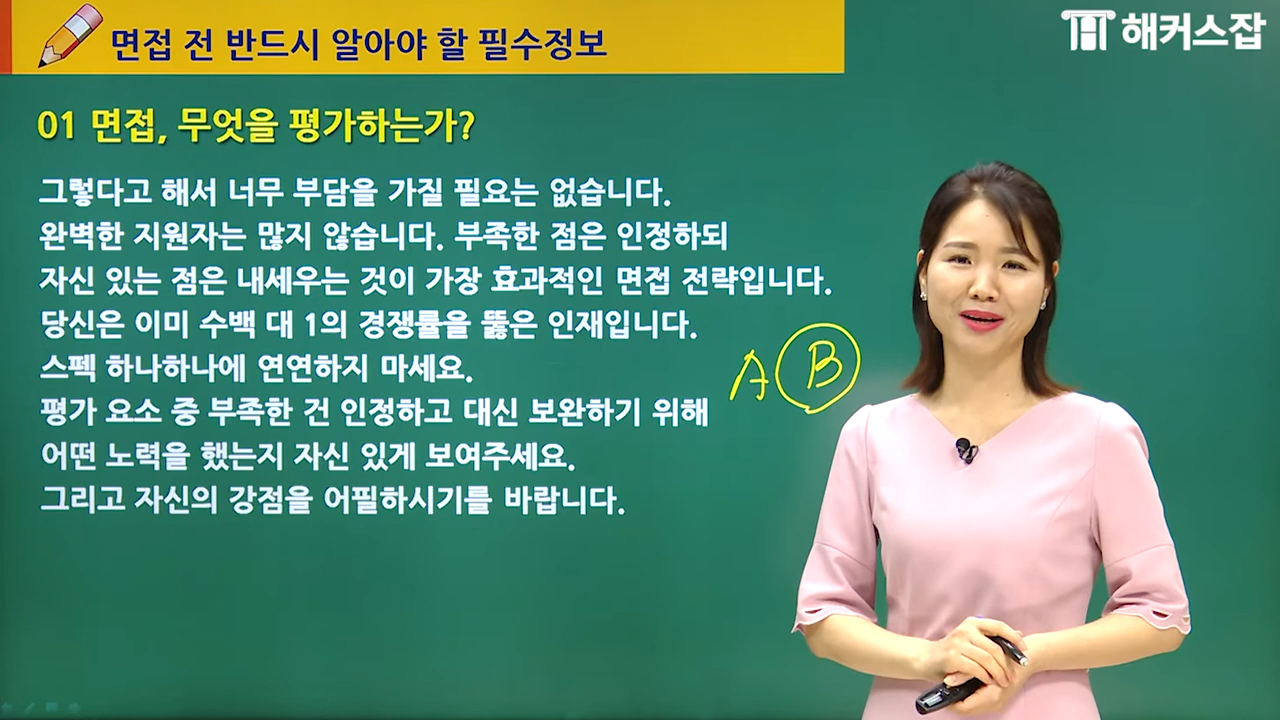 면접 전 반드시 알아야 할 필수정보
해커스잡
01 면접, 무엇을 평가하는가?
그렇다고 해서 너무 부담을 가질 필요는 없습니다.
완벽한 지원자는 많지 않습니다. 부족한 점은 인정하되
자신 있는 점은 내세우는 것이 가장 효과적인 면접 전략입니다.
당신은 이미 수백 대 1의 경쟁률을 뚫은 인재입니다.
스펙 하나하나에 연연하지 마세요.
평가 요소 중 부족한 건 인정하고 대신 보완하기 위해
어떤 노력을 했는지 자신 있게 보여주세요.
그리고 자신의 강점을 어필하시기를 바랍니다.
A B